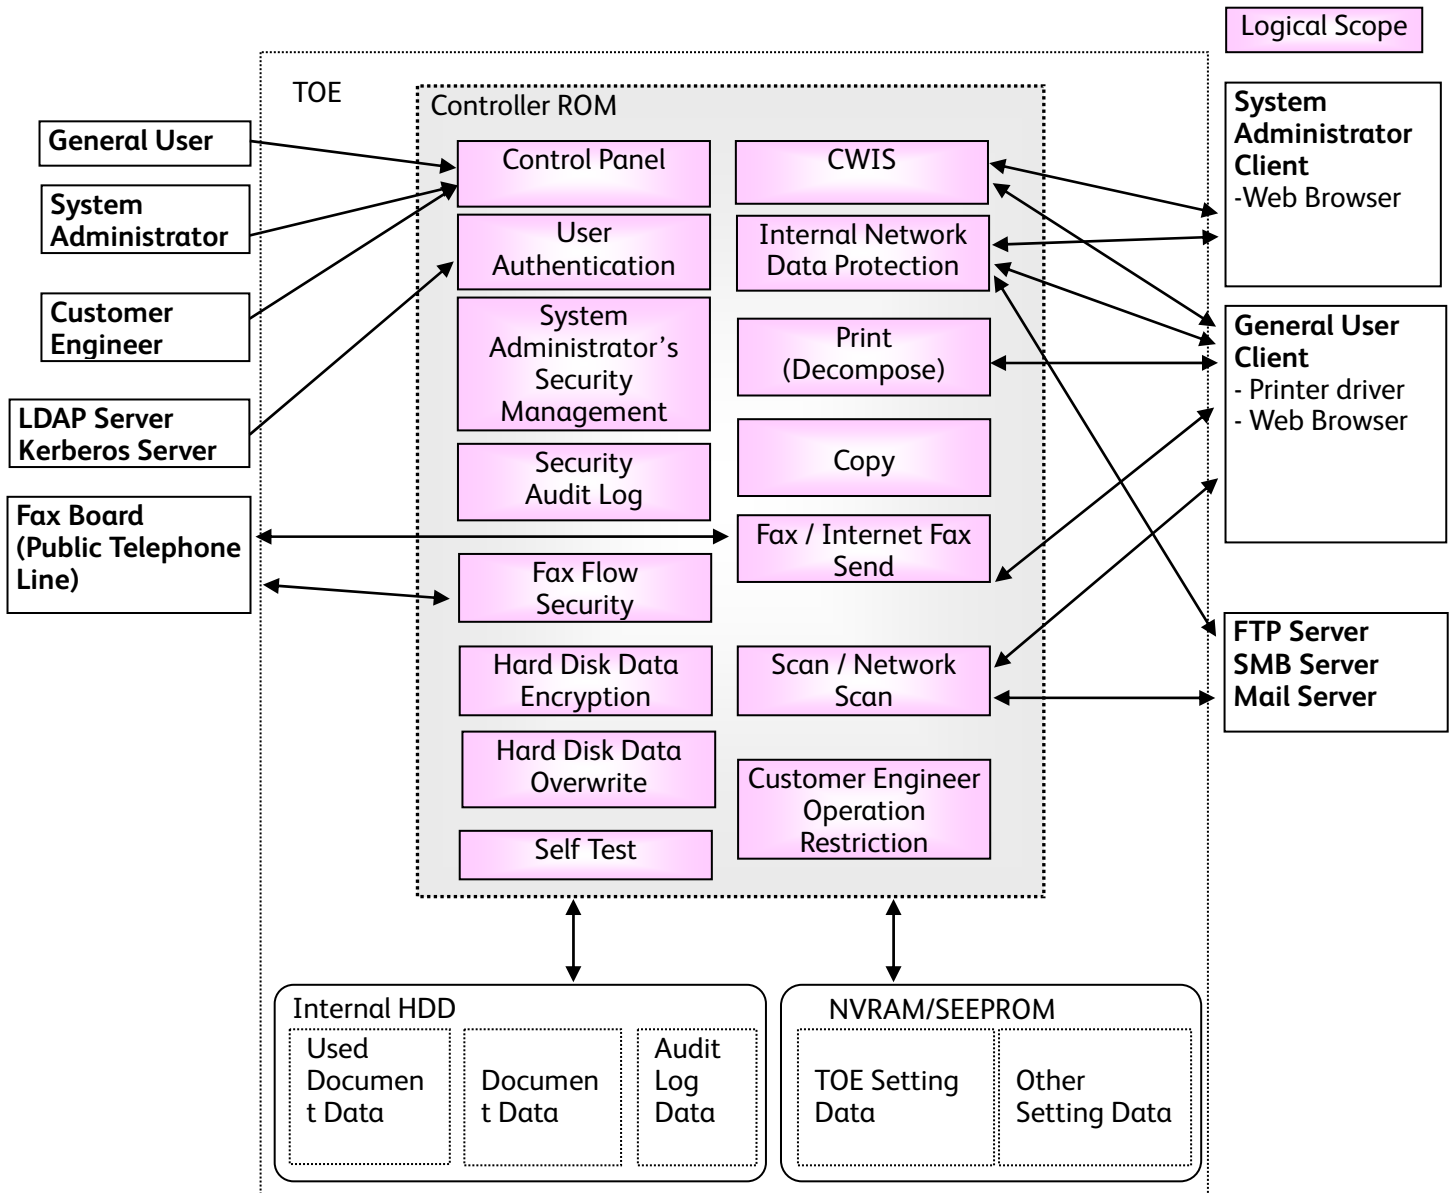 Logical Scope
TOE
Controller ROM
General User
System
Administrator
Customer
Engineer
LDAP Server
Kerberos Server
Fax Board
(Public Telephone
Line)
Control Panel
User
Authentication
System
Administrator’s
Security
Management
Security
Audit Log
Fax Flow
Security
Hard Disk Data
Encryption
Hard Disk Data
Overwrite
Self Test
CWIS
Internal Network
Data Protection
Print
(Decompose)
Copy
Fax / Internet Fax
Send
Scan / Network
Scan
Customer Engineer
Operation
Restriction
System
Administrator
Client
-Web Browser
General User
Client
- Printer driver
- Web Browser
FTP Server
SMB Server
Mail Server
Internal HDD
Used
Documen
t Data
Documen
t Data
Audit
Log
Data
NVRAM/SEEPROM
TOE Setting
Data
Other
Setting Data